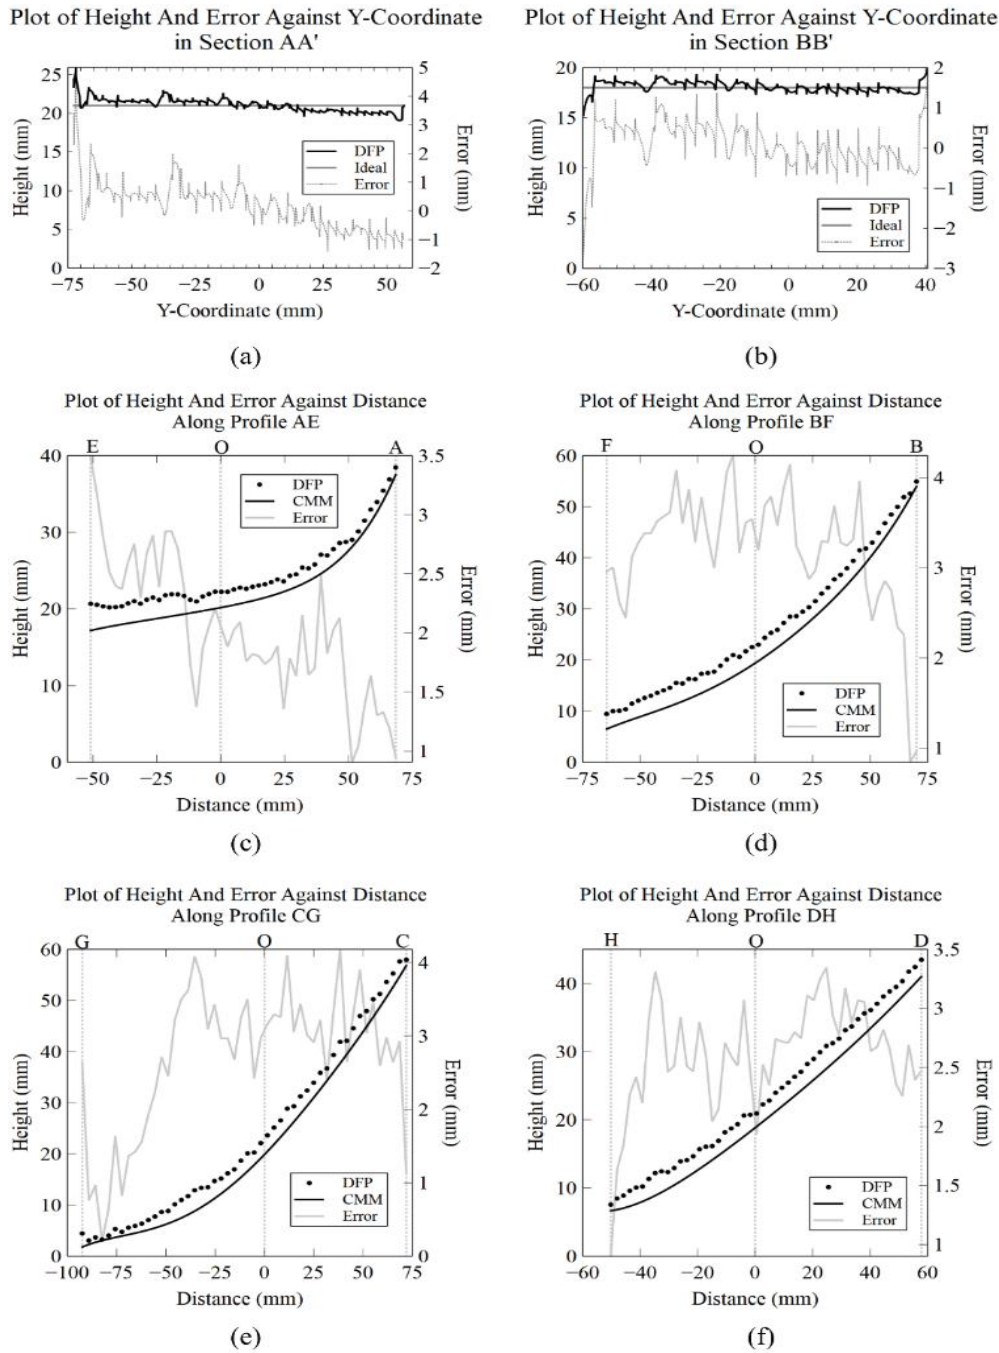 Plot of Height And Error Against Y-Coordinate
in Section AA'
25
20
15
10
5
0
Height (mm)
5
4
3
2
1
0
−1
−2
Error (mm)
DFP
Ideal
Error
−75 −50 −25 0 25 50
Y-Coordinate (mm)
(a)
Plot of Height And Error Against Y-Coordinate
in Section BB'
20
15
10
5
0
Height (mm)
2
1
0
−1
−2
−3
Error (mm)
DFP
Ideal
Error
−60 −40 −20 0 20 40
Y-Coordinate (mm)
(b)
Plot of Height And Error Against Distance
Along Profile AE
E O A
40
30
20
10
0
Height (mm)
3.5
3
2.5
2
1.5
1
Error (mm)
DFP
CMM
Error
−50 −25 0 25 50 75
Distance (mm)
(c)
Plot of Height And Error Against Distance
Along Profile BF
F O B
60
50
40
30
20
10
0
Height (mm)
4
3
2
1
Error (mm)
DFP
CMM
Error
−75 −50 −25 0 25 50 75
Distance (mm)
(d)
Plot of Height And Error Against Distance
Along Profile CG
G O C
60
50
40
30
20
10
0
Height (mm)
4
3
2
1
0
Error (mm)
DFP
CMM
Error
−100 −75 −50 −25 0 25 50 75
Distance (mm)
(e)
Plot of Height And Error Against Distance
Along Profile DH
H O D
40
30
20
10
0
Height (mm)
3.5
3
2.5
2
1.5
1
Error (mm)
DFP
CMM
Error
−60 −40 −20 0 20 40 60
Distance (mm)
(f)